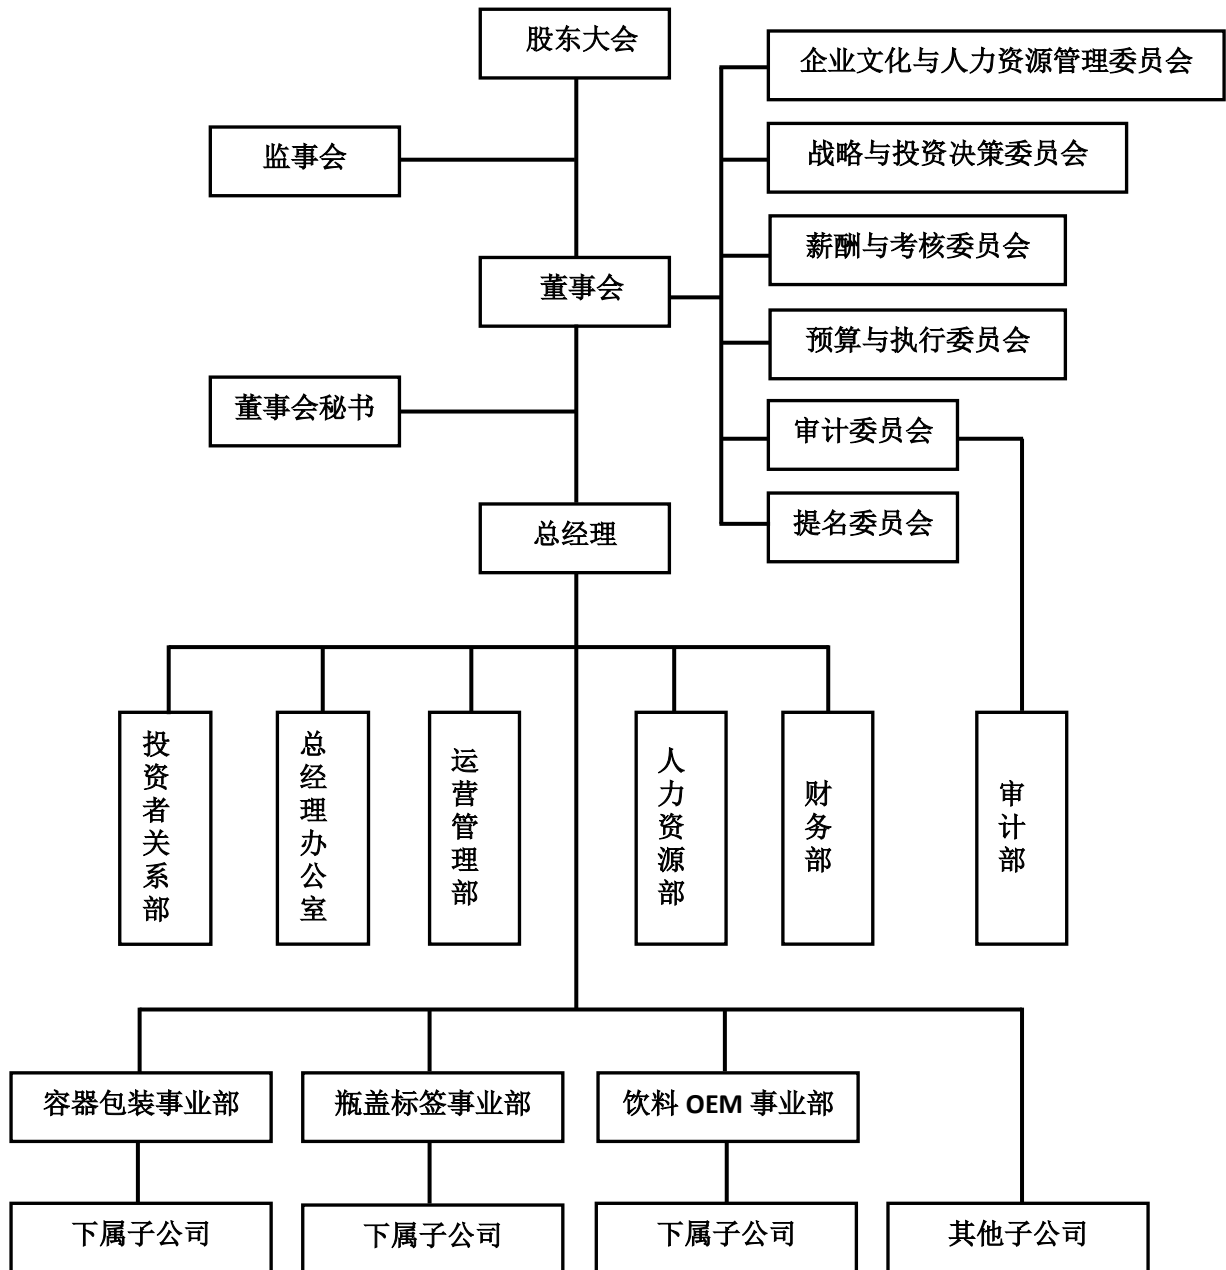 股东大会
企业文化与人力资源管理委员会
监事会
战略与投资决策委员会
薪酬与考核委员会
董事会
预算与执行委员会
董事会秘书
审计委员会
总经理
提名委员会
投资者关系部
总经理办公室
运营管理部
人力资源部
财务部
审计部
容器包装事业部
瓶盖标签事业部
饮料 OEM 事业部
下属子公司
下属子公司
下属子公司
其他子公司